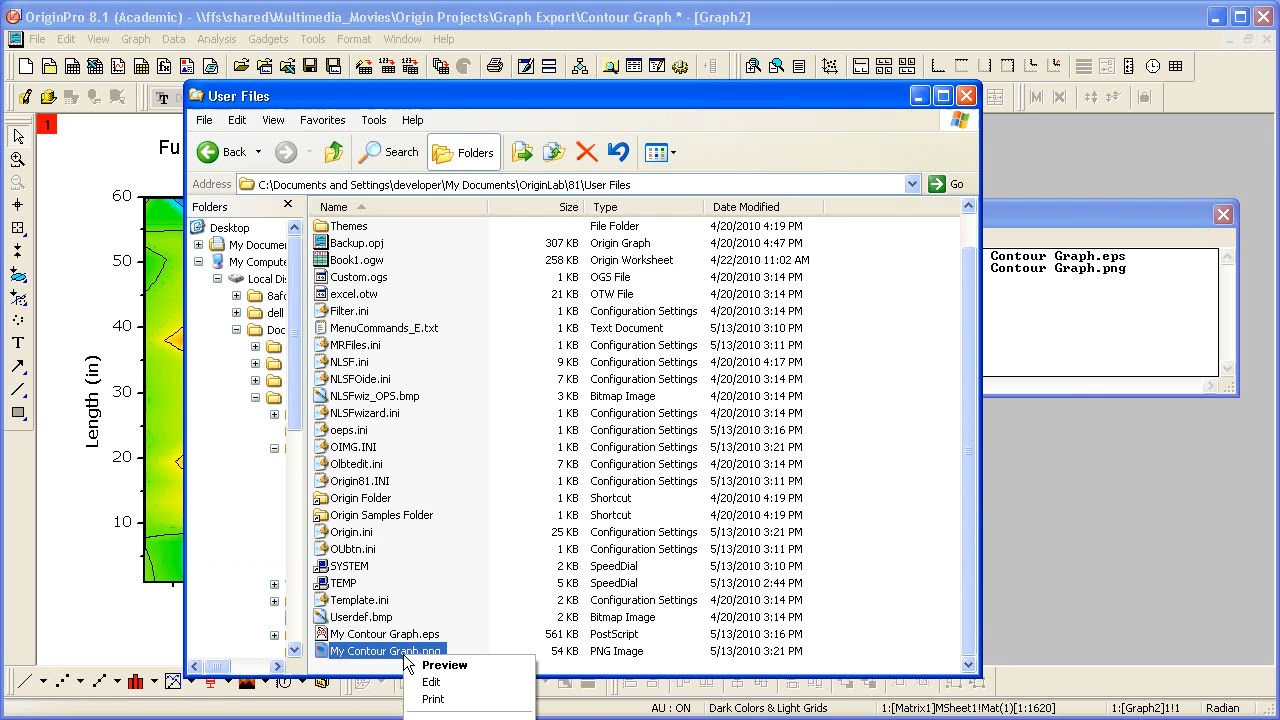 OriginPro 8.1 (Academic) - \\ffs\shared\Multimedia_Movies\Origin Projects\Graph Export\Contour Graph * - [Graph2]
File Edit View Graph Data Analysis Gadgets Tools Format Window Help
1
Fu
60
50
40
30
20
10
Length (in)
User Files
File Edit View Favorites Tools Help
Back Search Folders
Address C:\Documents and Settings\developer\My Documents\OriginLab\81\User Files Go
Folders
Desktop
My Docume
My Compute
Local Di
8afc
dell
Doc
Name Size Type Date Modified
Themes File Folder 4/20/2010 4:19 PM
Backup.opj 307 KB Origin Graph 4/20/2010 4:47 PM
Book1.ogw 258 KB Origin Worksheet 4/22/2010 11:02 AM
Custom.ogs 1 KB OGS File 4/20/2010 3:14 PM
excel.otw 21 KB OTW File 4/20/2010 3:14 PM
Filter.ini 1 KB Configuration Settings 4/20/2010 3:14 PM
MenuCommands_E.txt 1 KB Text Document 5/13/2010 3:10 PM
MRFiles.ini 1 KB Configuration Settings 5/13/2010 3:11 PM
NLSF.ini 9 KB Configuration Settings 4/20/2010 4:17 PM
NLSFOide.ini 7 KB Configuration Settings 4/20/2010 3:14 PM
NLSFwiz_OPS.bmp 3 KB Bitmap Image 4/20/2010 3:14 PM
NLSFwizard.ini 1 KB Configuration Settings 4/20/2010 3:14 PM
oeps.ini 1 KB Configuration Settings 5/13/2010 3:16 PM
OIMG.INI 1 KB Configuration Settings 5/13/2010 3:21 PM
Olbtedit.ini 7 KB Configuration Settings 4/20/2010 3:14 PM
Origin81.INI 1 KB Configuration Settings 5/13/2010 3:11 PM
Origin Folder 1 KB Shortcut 4/20/2010 4:19 PM
Origin Samples Folder 1 KB Shortcut 4/20/2010 4:19 PM
Origin.ini 25 KB Configuration Settings 5/13/2010 3:21 PM
OUbtn.ini 1 KB Configuration Settings 5/13/2010 3:11 PM
SYSTEM 2 KB SpeedDial 5/13/2010 3:10 PM
TEMP 5 KB SpeedDial 5/13/2010 2:44 PM
Template.ini 2 KB Configuration Settings 4/20/2010 3:14 PM
Userdef.bmp 2 KB Bitmap Image 4/20/2010 3:14 PM
My Contour Graph.eps 561 KB PostScript 5/13/2010 3:16 PM
My Contour Graph.png 54 KB PNG Image 5/13/2010 3:21 PM
Preview
Edit
Print
Contour Graph.eps
Contour Graph.png
AU : ON Dark Colors & Light Grids 1:[Matrix1]MSheet1!Mat(1)[1:1620] 1:[Graph2]1!1 Radian